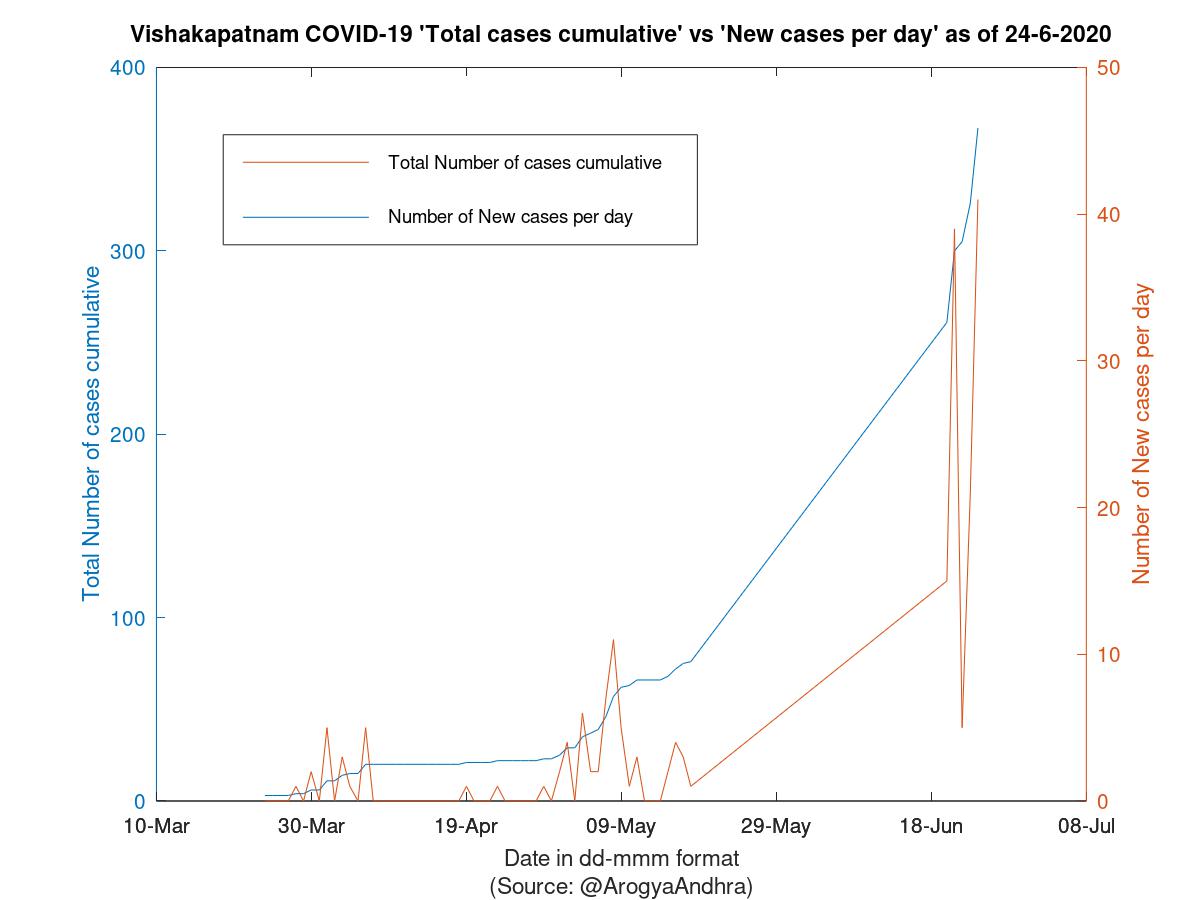 Vishakapatnam COVID-19 'Total cases cumulative' vs 'New cases per day' as of 24-6-2020
400
300
200
100
0
Total Number of cases cumulative
Total Number of cases cumulative
Number of New cases per day
50
40
30
20
10
0
Number of New cases per day
10-Mar 30-Mar 19-Apr 09-May 29-May 18-Jun 08-Jul
Date in dd-mmm format
(Source: @ArogyaAndhra)